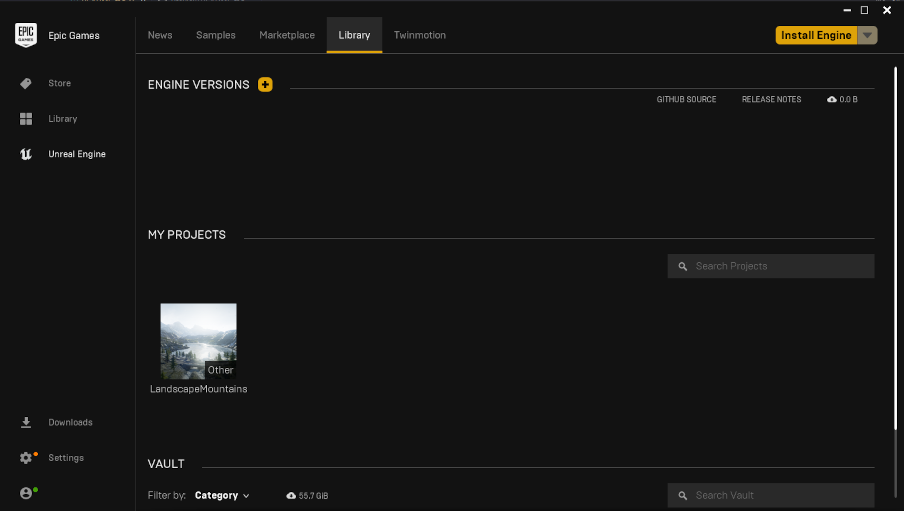 EPIC
GAMES
Epic Games
News
Samples
Marketplace
Library
Twinmotion
Install Engine
Store
Library
Unreal Engine
ENGINE VERSIONS
GITHUB SOURCE
RELEASE NOTES
0.0 B
MY PROJECTS
Search Projects
Other
LandscapeMountains
Downloads
Settings
VAULT
Filter by:
Category
55.7 GiB
Search Vault